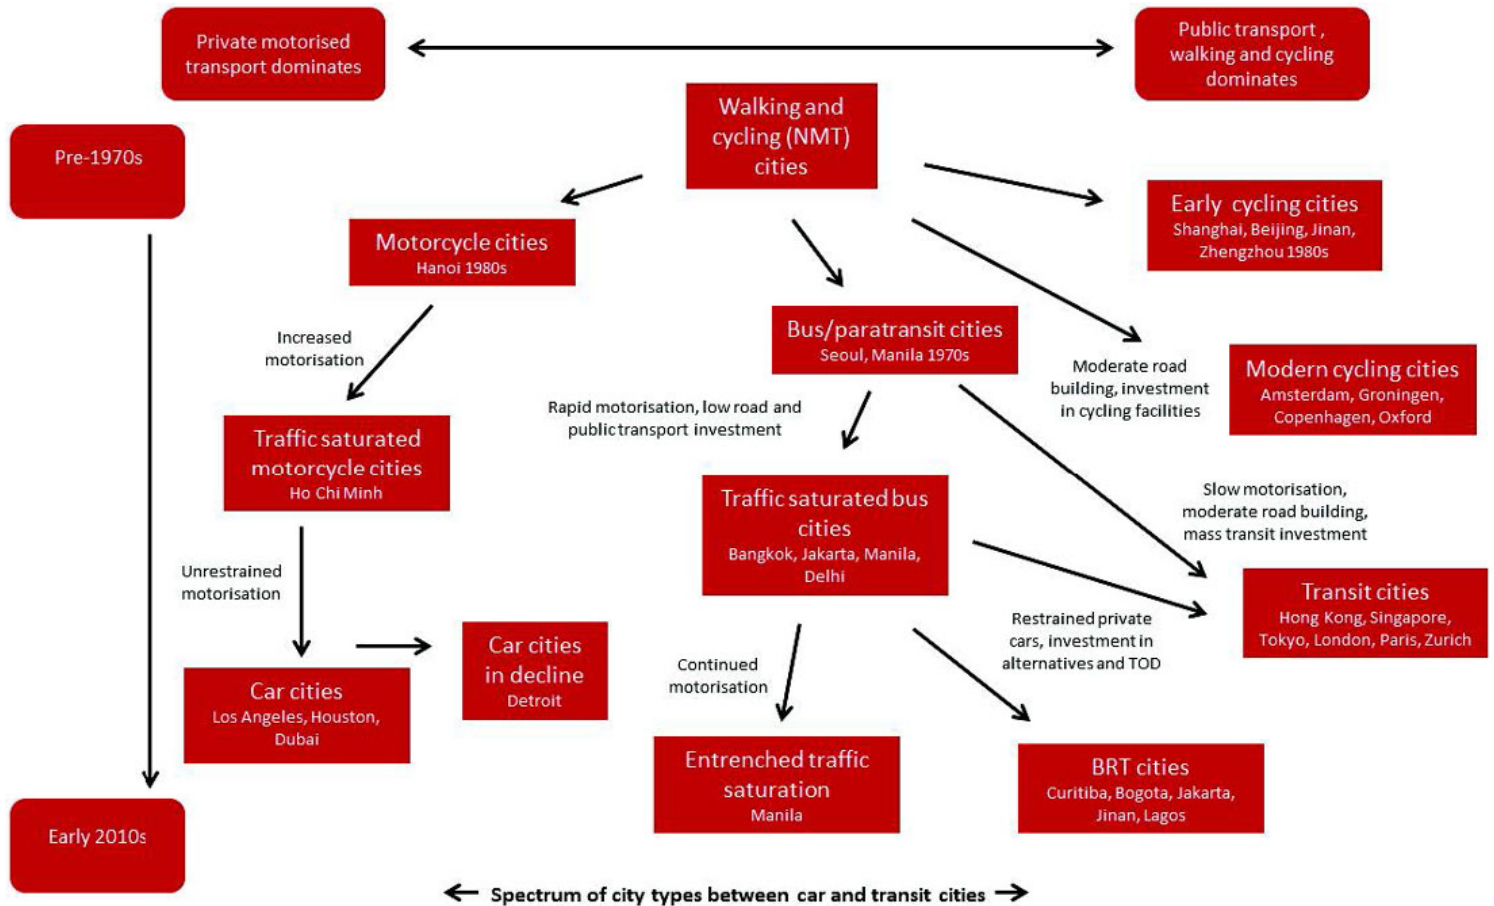 Private motorised
transport dominates
Public transport ,
walking and cycling
dominates
Walking and
cycling (NMT)
cities
Pre-1970s
Early cycling cities
Shanghai, Beijing, Jinan,
Zhengzhou 1980s
Motorcycle cities
Hanoi 1980s
Bus/paratransit cities
Seoul, Manila 1970s
Increased
motorisation
Moderate road
building, investment
in cycling facilities
Modern cycling cities
Amsterdam, Groningen,
Copenhagen, Oxford
Rapid motorisation, low road and
public transport investment
Traffic saturated
motorcycle cities
Ho Chi Minh
Traffic saturated bus
cities
Bangkok, Jakarta, Manila,
Delhi
Slow motorisation,
moderate road building,
mass transit investment
Unrestrained
motorisation
Transit cities
Hong Kong, Singapore,
Tokyo, London, Paris, Zurich
Restrained private
cars, investment in
alternatives and TOD
Car cities
in decline
Detroit
Continued
motorisation
Car cities
Los Angeles, Houston,
Dubai
Entrenched traffic
saturation
Manila
BRT cities
Curitiba, Bogota, Jakarta,
Jinan, Lagos
Early 2010s
Spectrum of city types between car and transit cities